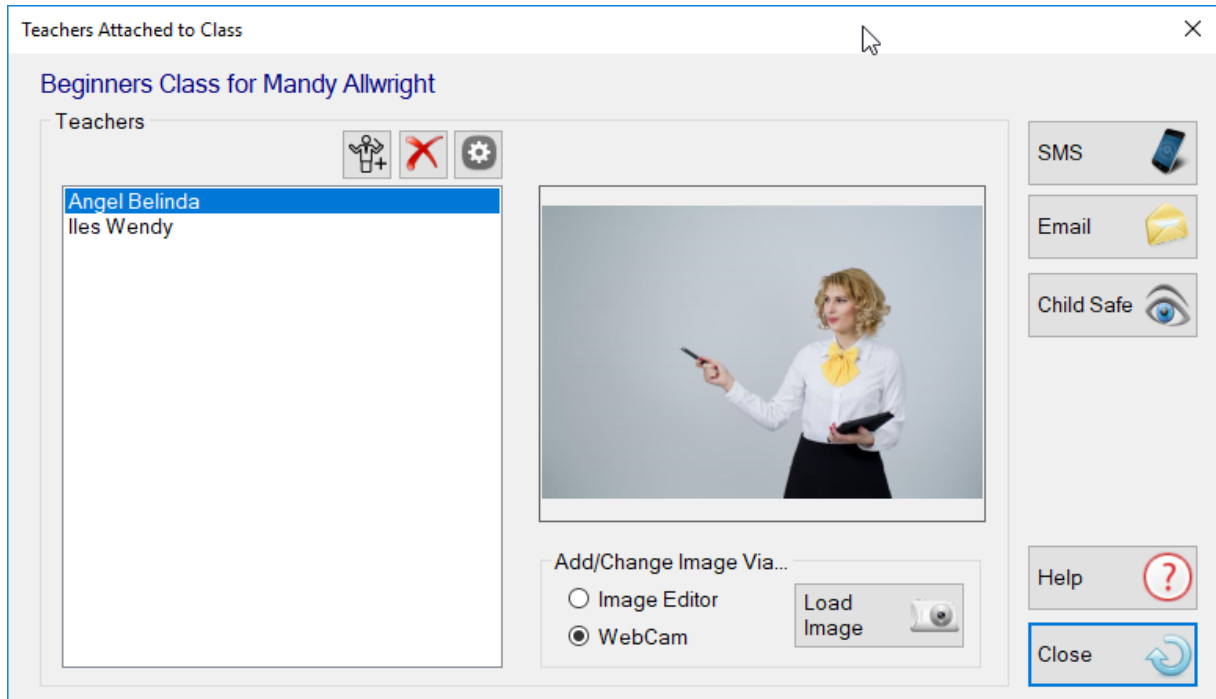 Teachers Attached to Class
Beginners Class for Mandy Allwright
Teachers
Angel Belinda
Iles Wendy
Add/Change Image Via...
Image Editor
WebCam
Load
Image
SMS
Email
Child Safe
Help
?
Close